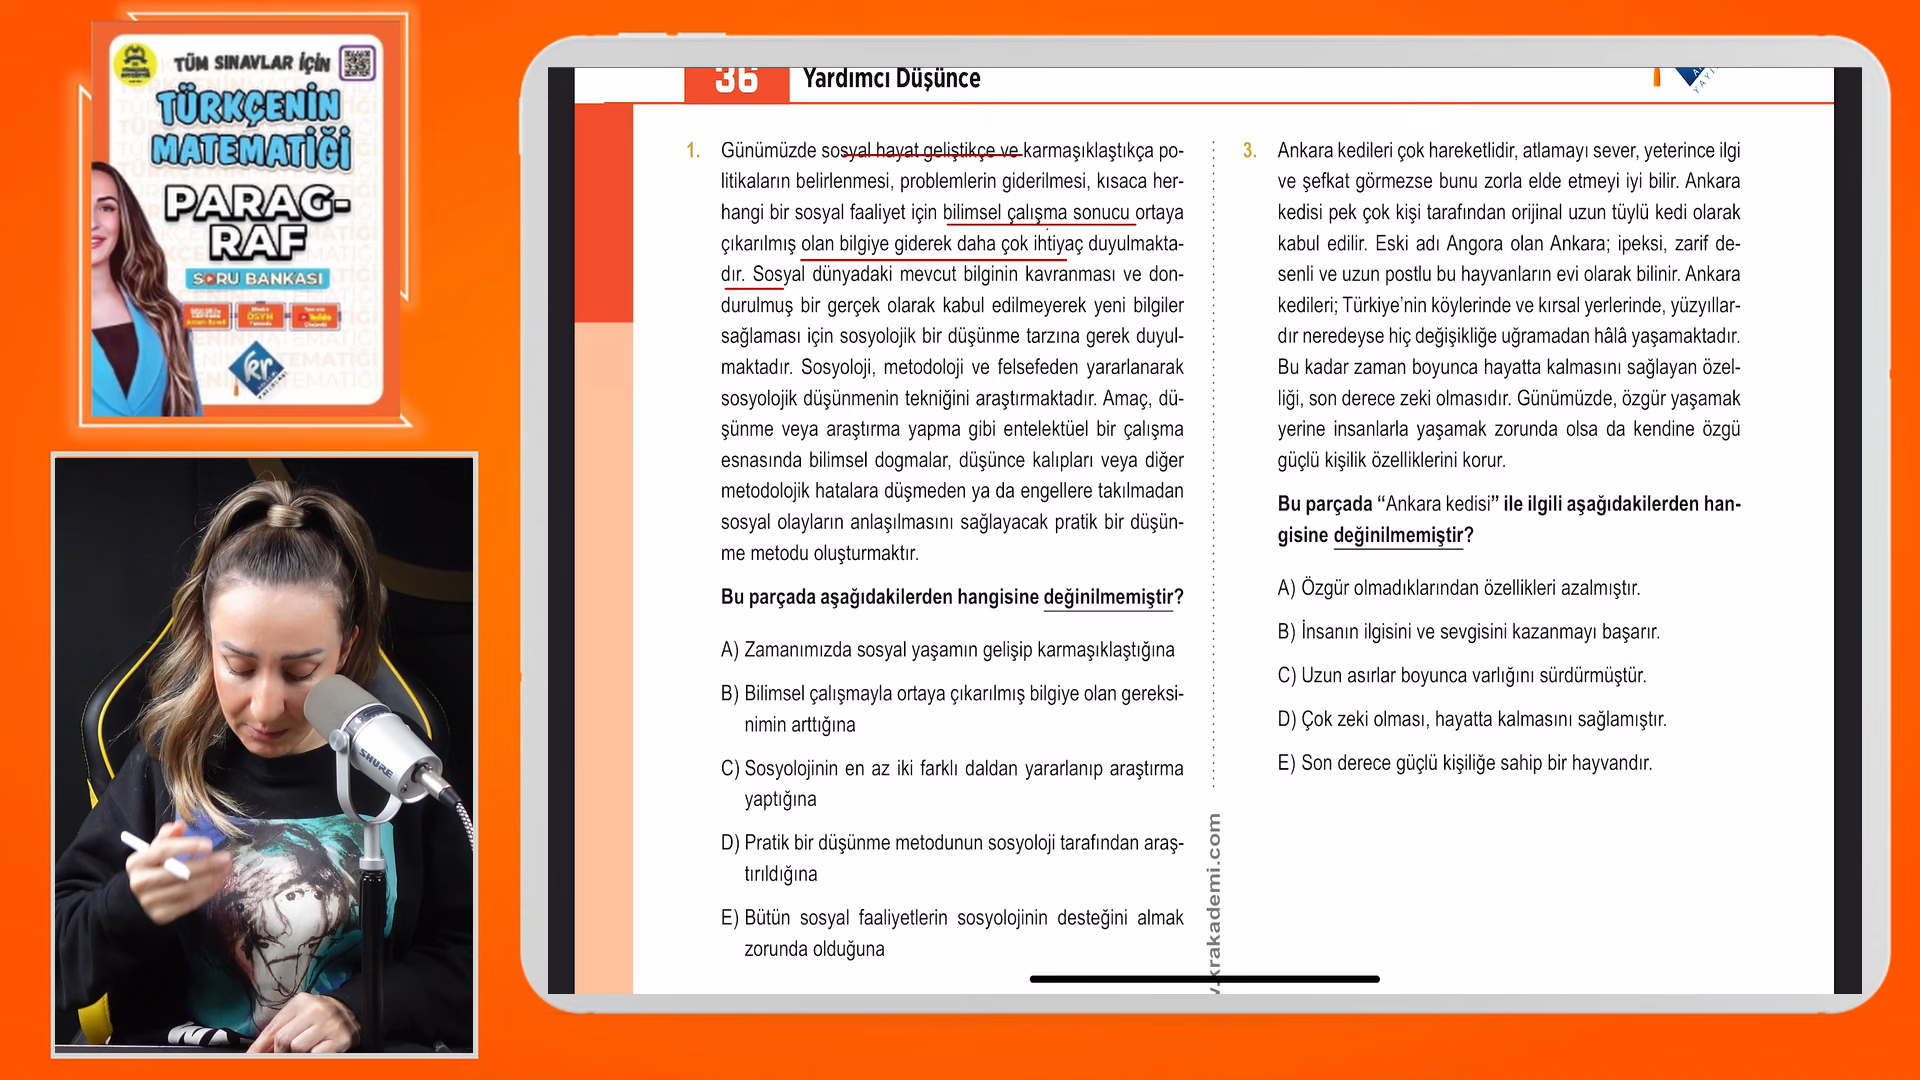 TÜM SINAVLAR İÇİN
TÜRKÇENİN
MATEMATİĞİ
PARAG-
RAF
SORU BANKASI
ÖSYM
kr
SHURE
36
Yardımcı Düşünce
1.
Günümüzde sosyal hayat geliştikçe ve karmaşıklaştıkça po-
litikaların belirlenmesi, problemlerin giderilmesi, kısaca her-
hangi bir sosyal faaliyet için bilimsel çalışma sonucu ortaya
çıkarılmış olan bilgiye giderek daha çok ihtiyaç duyulmakta-
dır. Sosyal dünyadaki mevcut bilginin kavranması ve don-
durulmuş bir gerçek olarak kabul edilmeyerek yeni bilgiler
sağlaması için sosyolojik bir düşünme tarzına gerek duyul-
maktadır. Sosyoloji, metodoloji ve felsefeden yararlanarak
sosyolojik düşünmenin tekniğini araştırmaktadır. Amaç, dü-
şünme veya araştırma yapma gibi entelektüel bir çalışma
esnasında bilimsel dogmalar, düşünce kalıpları veya diğer
metodolojik hatalara düşmeden ya da engellere takılmadan
sosyal olayların anlaşılmasını sağlayacak pratik bir düşün-
me metodu oluşturmaktır.
Bu parçada aşağıdakilerden hangisine değinilmemiştir?
A) Zamanımızda sosyal yaşamın gelişip karmaşıklaştığına
B) Bilimsel çalışmayla ortaya çıkarılmış bilgiye olan gereksi-
nimin arttığına
C) Sosyolojinin en az iki farklı daldan yararlanıp araştırma
yaptığına
D) Pratik bir düşünme metodunun sosyoloji tarafından araş-
tırıldığına
E) Bütün sosyal faaliyetlerin sosyolojinin desteğini almak
zorunda olduğuna
3.
Ankara kedileri çok hareketlidir, atlamayı sever, yeterince ilgi
ve şefkat görmezse bunu zorla elde etmeyi iyi bilir. Ankara
kedisi pek çok kişi tarafından orijinal uzun tüylü kedi olarak
kabul edilir. Eski adı Angora olan Ankara; ipeksi, zarif de-
senli ve uzun postlu bu hayvanların evi olarak bilinir. Ankara
kedileri; Türkiye’nin köylerinde ve kırsal yerlerinde, yüzyıllar-
dır neredeyse hiç değişikliğe uğramadan hâlâ yaşamaktadır.
Bu kadar zaman boyunca hayatta kalmasını sağlayan özel-
liği, son derece zeki olmasıdır. Günümüzde, özgür yaşamak
yerine insanlarla yaşamak zorunda olsa da kendine özgü
güçlü kişilik özelliklerini korur.
Bu parçada “Ankara kedisi” ile ilgili aşağıdakilerden han-
gisine değinilmemiştir?
A) Özgür olmadıklarından özellikleri azalmıştır.
B) İnsanın ilgisini ve sevgisini kazanmayı başarır.
C) Uzun asırlar boyunca varlığını sürdürmüştür.
D) Çok zeki olması, hayatta kalmasını sağlamıştır.
E) Son derece güçlü kişiliğe sahip bir hayvandır.
.krakademi.com